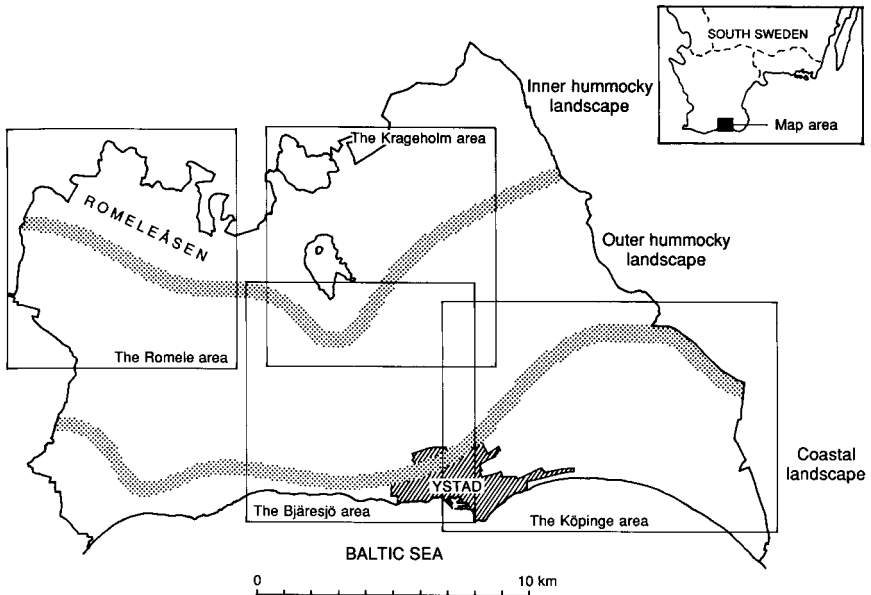 SOUTH SWEDEN
Map area
Inner hummocky
landscape
The Krageholm area
ROMELEÅSEN
Outer hummocky
landscape
The Romele area
Coastal
landscape
YSTAD
The Bjäresjö area
The Köpinge area
BALTIC SEA
0 10 km